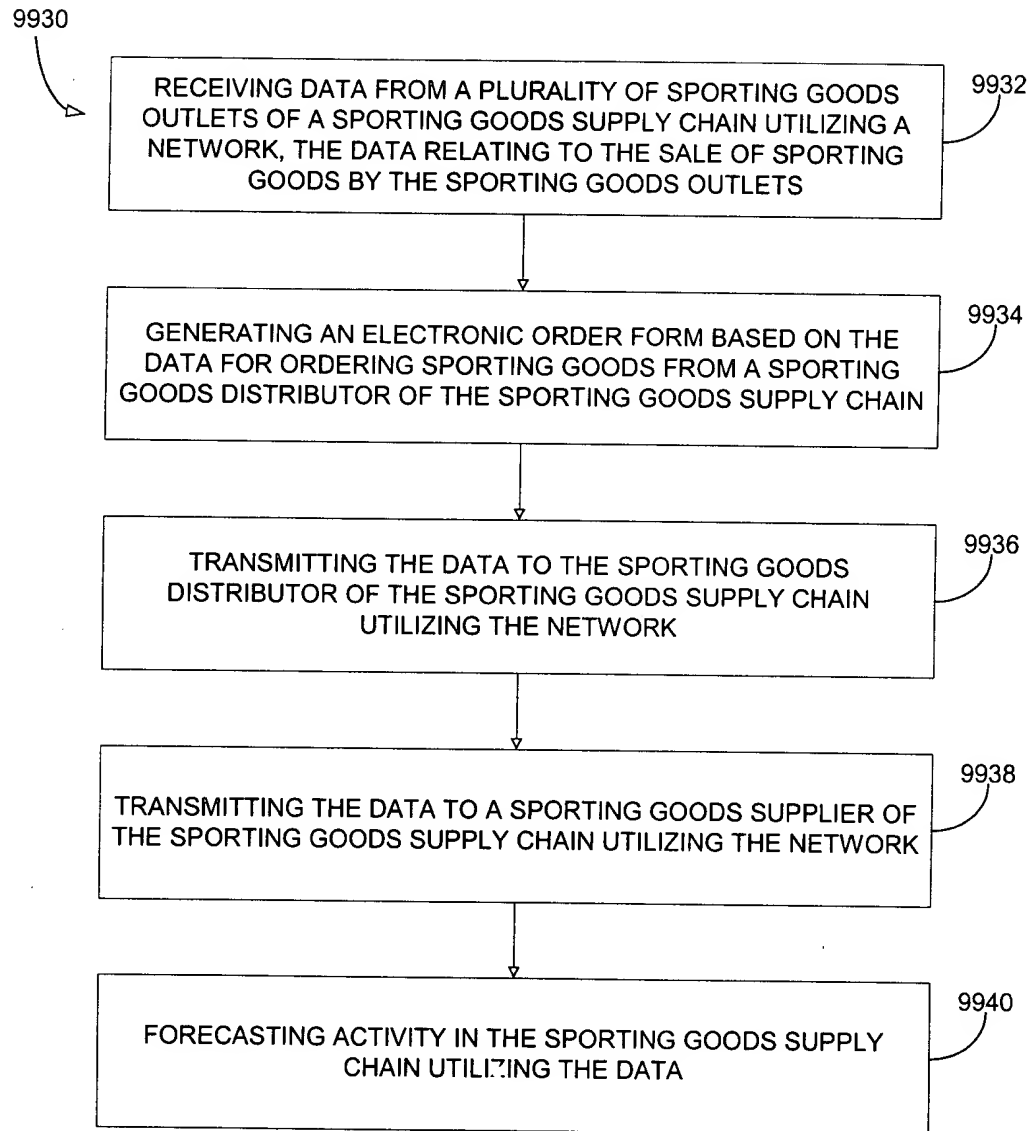 9930
RECEIVING DATA FROM A PLURALITY OF SPORTING GOODS
OUTLETS OF A SPORTING GOODS SUPPLY CHAIN UTILIZING A
NETWORK, THE DATA RELATING TO THE SALE OF SPORTING
GOODS BY THE SPORTING GOODS OUTLETS
9932
GENERATING AN ELECTRONIC ORDER FORM BASED ON THE
DATA FOR ORDERING SPORTING GOODS FROM A SPORTING
GOODS DISTRIBUTOR OF THE SPORTING GOODS SUPPLY CHAIN
9934
TRANSMITTING THE DATA TO THE SPORTING GOODS
DISTRIBUTOR OF THE SPORTING GOODS SUPPLY CHAIN
UTILIZING THE NETWORK
9936
TRANSMITTING THE DATA TO A SPORTING GOODS SUPPLIER OF
THE SPORTING GOODS SUPPLY CHAIN UTILIZING THE NETWORK
9938
FORECASTING ACTIVITY IN THE SPORTING GOODS SUPPLY
CHAIN UTILIZING THE DATA
9940